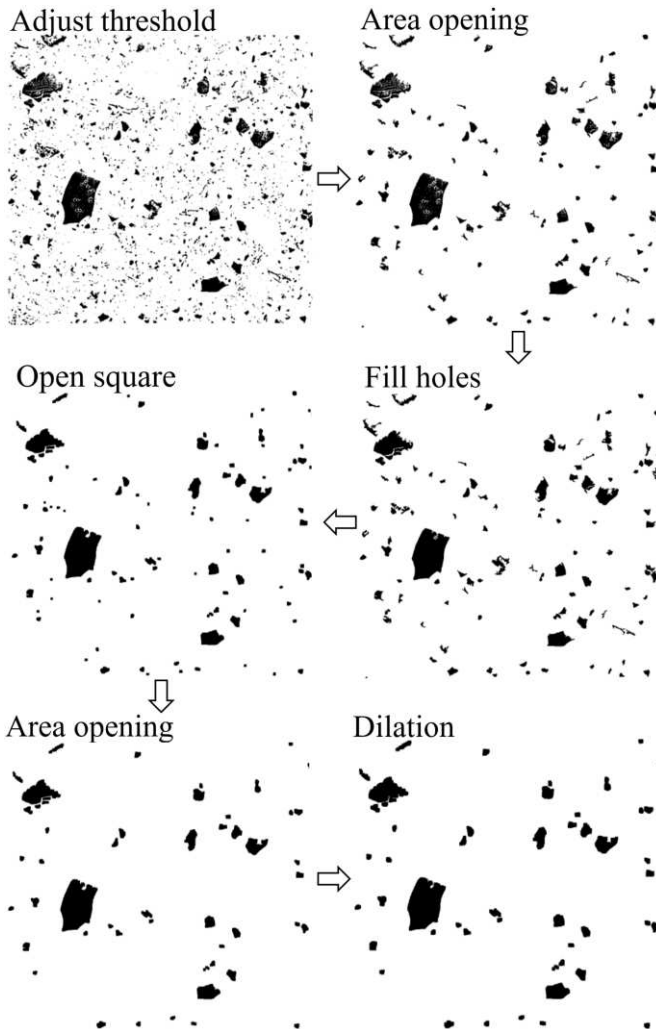 Adjust threshold
Area opening
Open square
Fill holes
Area opening
Dilation